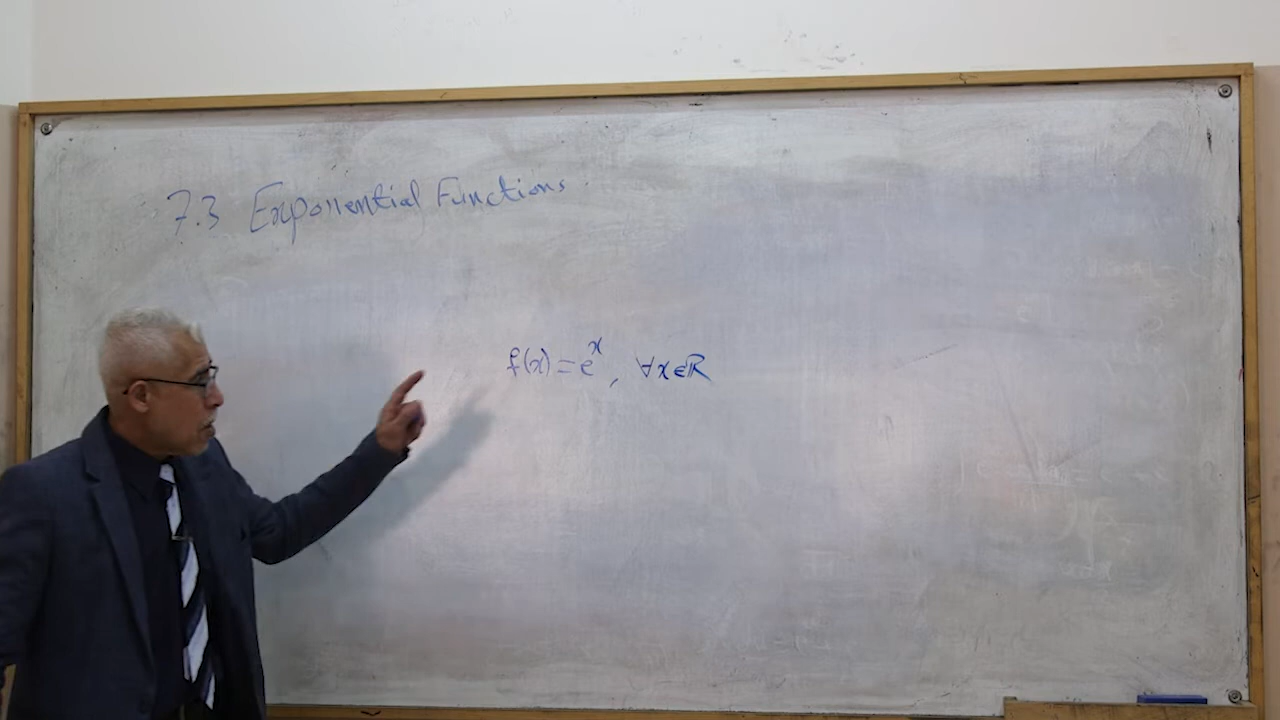 7.3 Exponential Functions
f(x) = e^x, ∀x∈ℝ